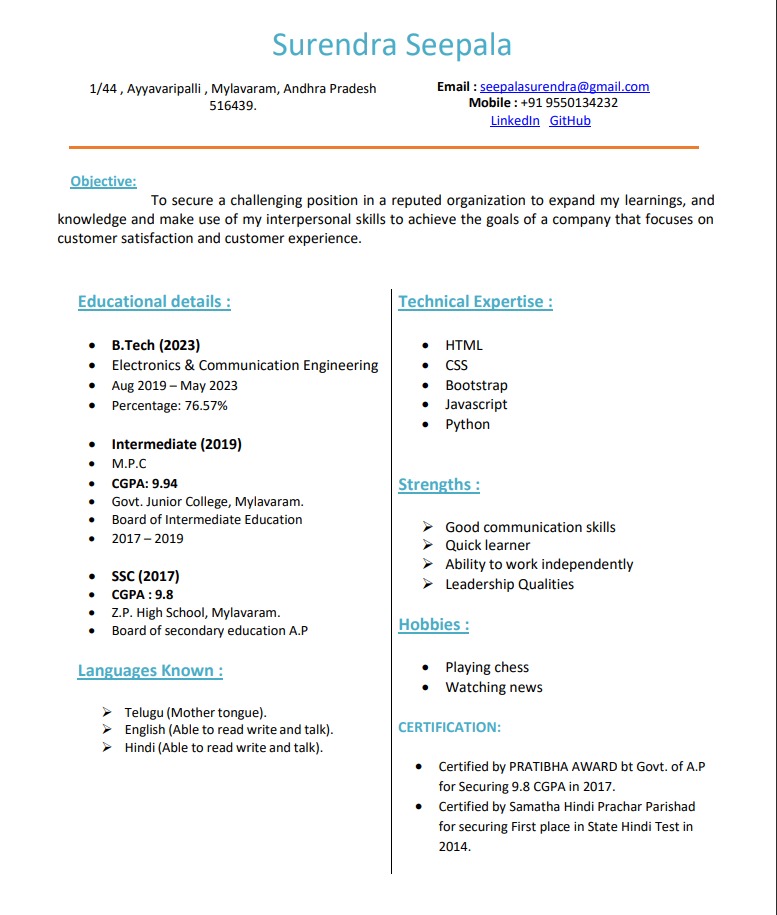 Surendra Seepala
1/44 , Ayyavaripalli , Mylavaram, Andhra Pradesh
516439.
Email : seepalasurendra@gmail.com
Mobile : +91 9550134232
LinkedIn GitHub
Objective:
To secure a challenging position in a reputed organization to expand my learnings, and
knowledge and make use of my interpersonal skills to achieve the goals of a company that focuses on
customer satisfaction and customer experience.
Educational details :
• B.Tech (2023)
• Electronics & Communication Engineering
• Aug 2019 – May 2023
• Percentage: 76.57%
• Intermediate (2019)
• M.P.C
• CGPA: 9.94
• Govt. Junior College, Mylavaram.
• Board of Intermediate Education
• 2017 – 2019
• SSC (2017)
• CGPA : 9.8
• Z.P. High School, Mylavaram.
• Board of secondary education A.P
Languages Known :
➢ Telugu (Mother tongue).
➢ English (Able to read write and talk).
➢ Hindi (Able to read write and talk).
Technical Expertise :
• HTML
• CSS
• Bootstrap
• Javascript
• Python
Strengths :
➢ Good communication skills
➢ Quick learner
➢ Ability to work independently
➢ Leadership Qualities
Hobbies :
• Playing chess
• Watching news
CERTIFICATION:
• Certified by PRATIBHA AWARD bt Govt. of A.P
for Securing 9.8 CGPA in 2017.
• Certified by Samatha Hindi Prachar Parishad
for securing First place in State Hindi Test in
2014.